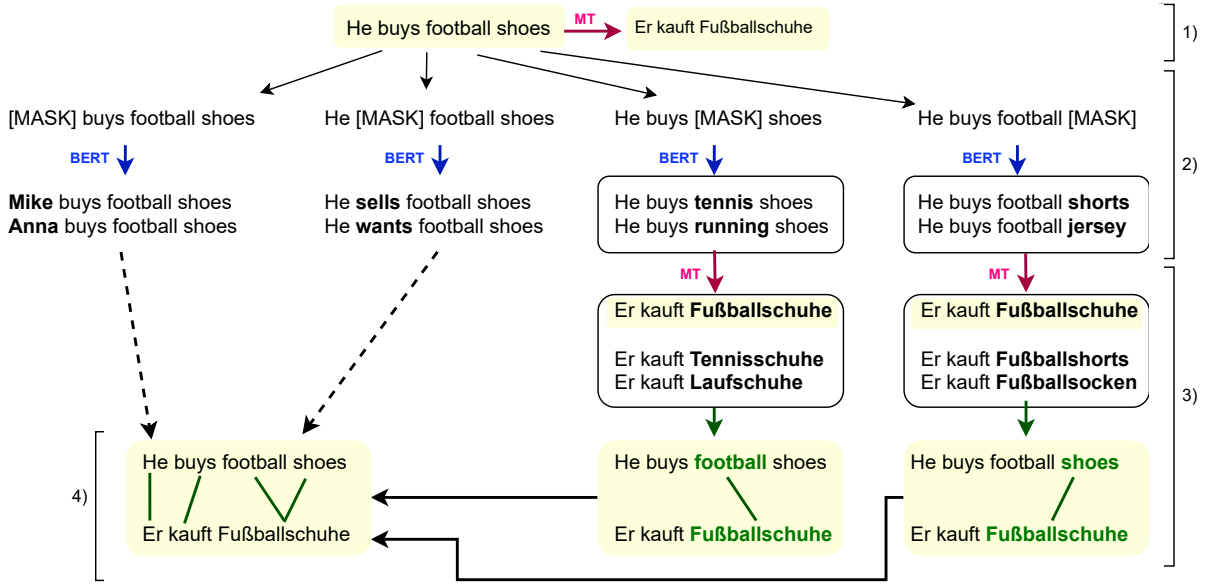 He buys football shoes
MT
Er kauft Fußballschuhe
1)
[MASK] buys football shoes
He [MASK] football shoes
He buys [MASK] shoes
He buys football [MASK]
BERT
BERT
BERT
BERT
2)
Mike buys football shoes
Anna buys football shoes
He sells football shoes
He wants football shoes
He buys tennis shoes
He buys running shoes
He buys football shorts
He buys football jersey
MT
MT
Er kauft Fußballschuhe
Er kauft Tennisschuhe
Er kauft Laufschuhe
Er kauft Fußballschuhe
Er kauft Fußballshorts
Er kauft Fußballsocken
3)
4)
He buys football shoes
Er kauft Fußballschuhe
He buys football shoes
Er kauft Fußballschuhe
He buys football shoes
Er kauft Fußballschuhe